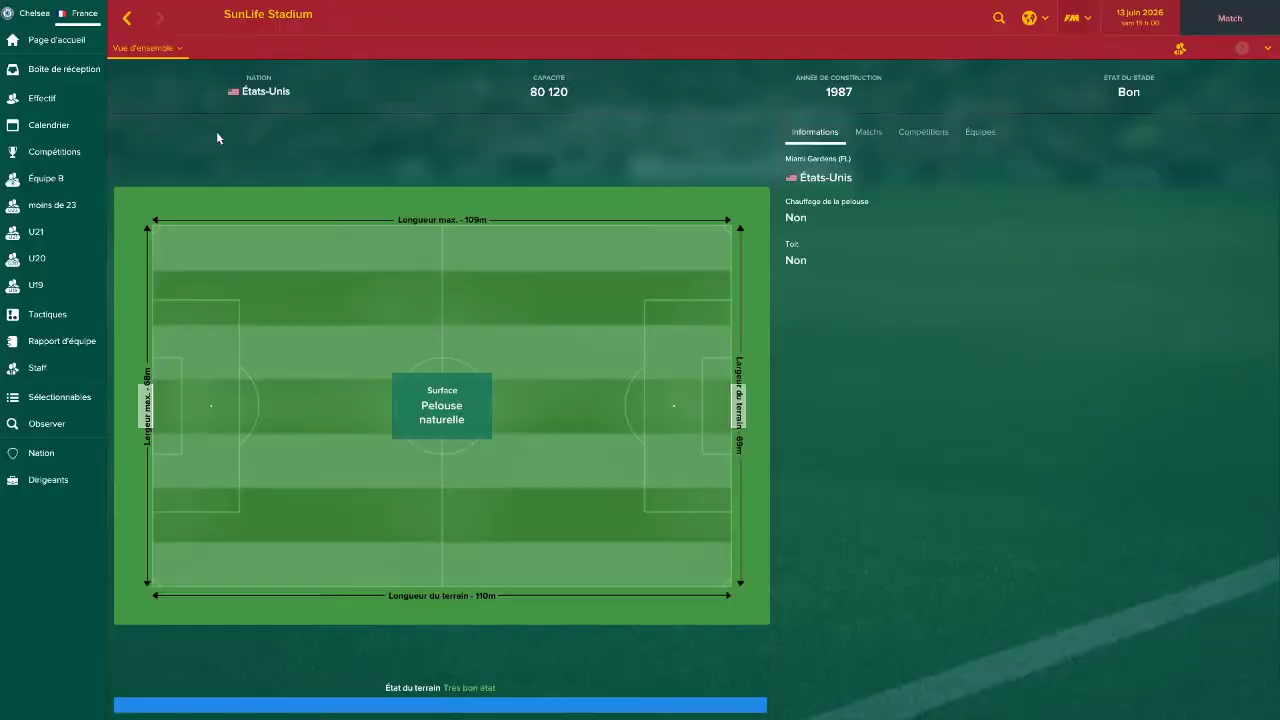 Chelsea
France
SunLife Stadium
13 juin 2026
sam 19 h 00
Match
Page d'accueil
Vue d'ensemble
Boîte de réception
NATION
États-Unis
CAPACITÉ
80 120
ANNÉE DE CONSTRUCTION
1987
ÉTAT DU STADE
Bon
Effectif
Calendrier
Compétitions
Équipe B
moins de 23
U21
U20
U19
Tactiques
Rapport d'équipe
Staff
Sélectionnables
Observer
Nation
Dirigeants
Informations
Matchs
Compétitions
Équipes
Miami Gardens (FL)
États-Unis
Chauffage de la pelouse
Non
Toit
Non
Longueur max. - 109m
Largeur max. - 68m
Surface
Pelouse
naturelle
Largeur du terrain - 69m
Longueur du terrain - 110m
État du terrain Très bon état